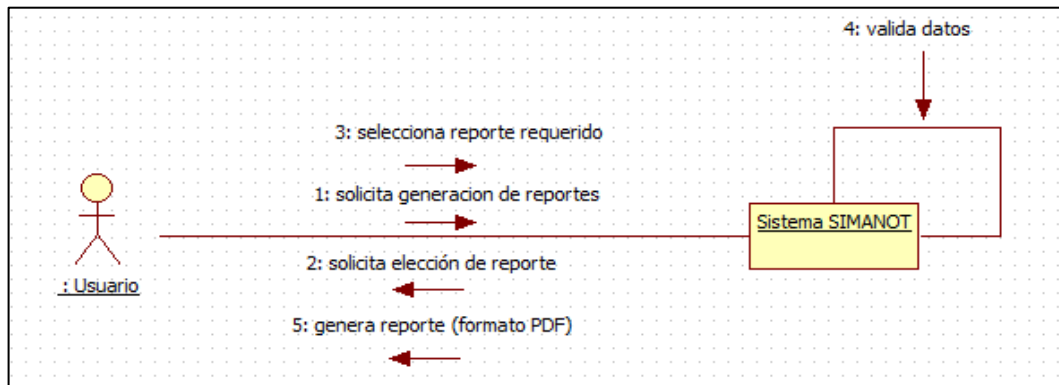 4: valida datos
3: selecciona reporte requerido
1: solicita generacion de reportes
Sistema SIMANOT
2: solicita elección de reporte
: Usuario
5: genera reporte (formato PDF)